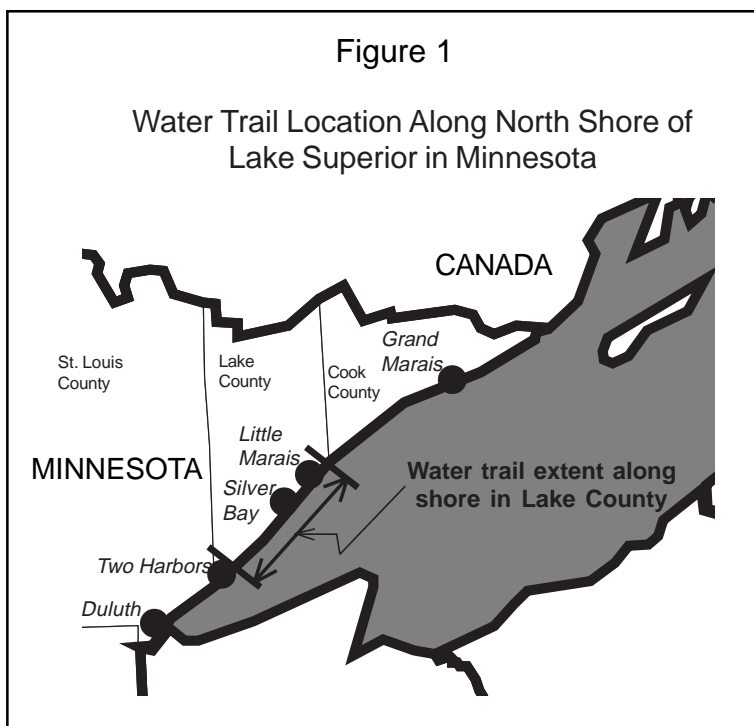 Figure 1
Water Trail Location Along North Shore of
Lake Superior in Minnesota
CANADA
Grand
Marais
St. Louis
County
Lake
County
Cook
County
Little
Marais
MINNESOTA
Silver
Bay
Water trail extent along
shore in Lake County
Two Harbors
Duluth